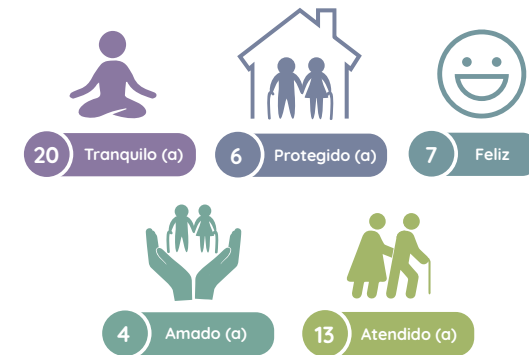 20 Tranquilo (a)
6 Protegido (a)
7 Feliz
4 Amado (a)
13 Atendido (a)